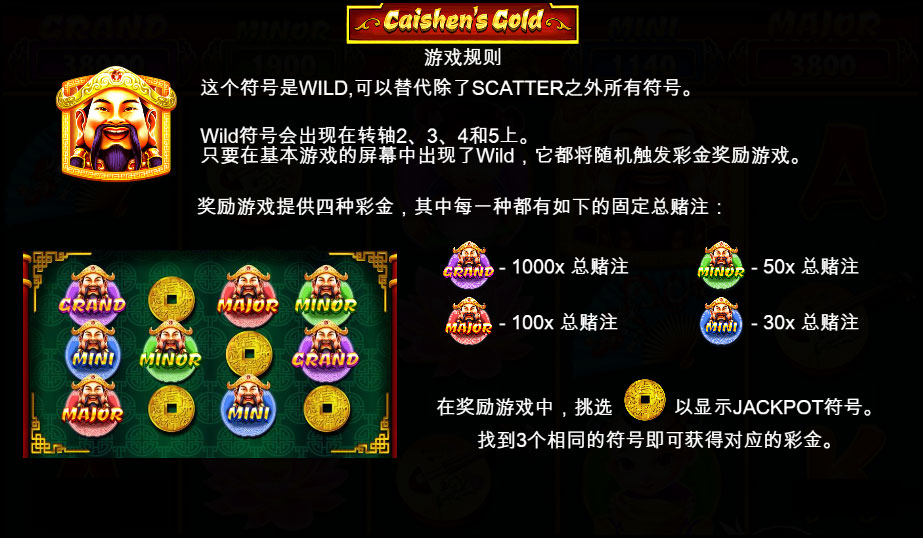 Caishen's Gold
游戏规则
这个符号是WILD,可以替代除了SCATTER之外所有符号。
Wild符号会出现在转轴2、3、4和5上。
只要在基本游戏的屏幕中出现了Wild，它都将随机触发彩金奖励游戏。
奖励游戏提供四种彩金，其中每一种都有如下的固定总赌注：
GRAND - 1000x 总赌注
MINOR - 50x 总赌注
MAJOR - 100x 总赌注
MINI - 30x 总赌注
GRAND MAJOR MINOR
MINI MINOR GRAND
MAJOR MINI
在奖励游戏中，挑选 以显示JACKPOT符号。
找到3个相同的符号即可获得对应的彩金。